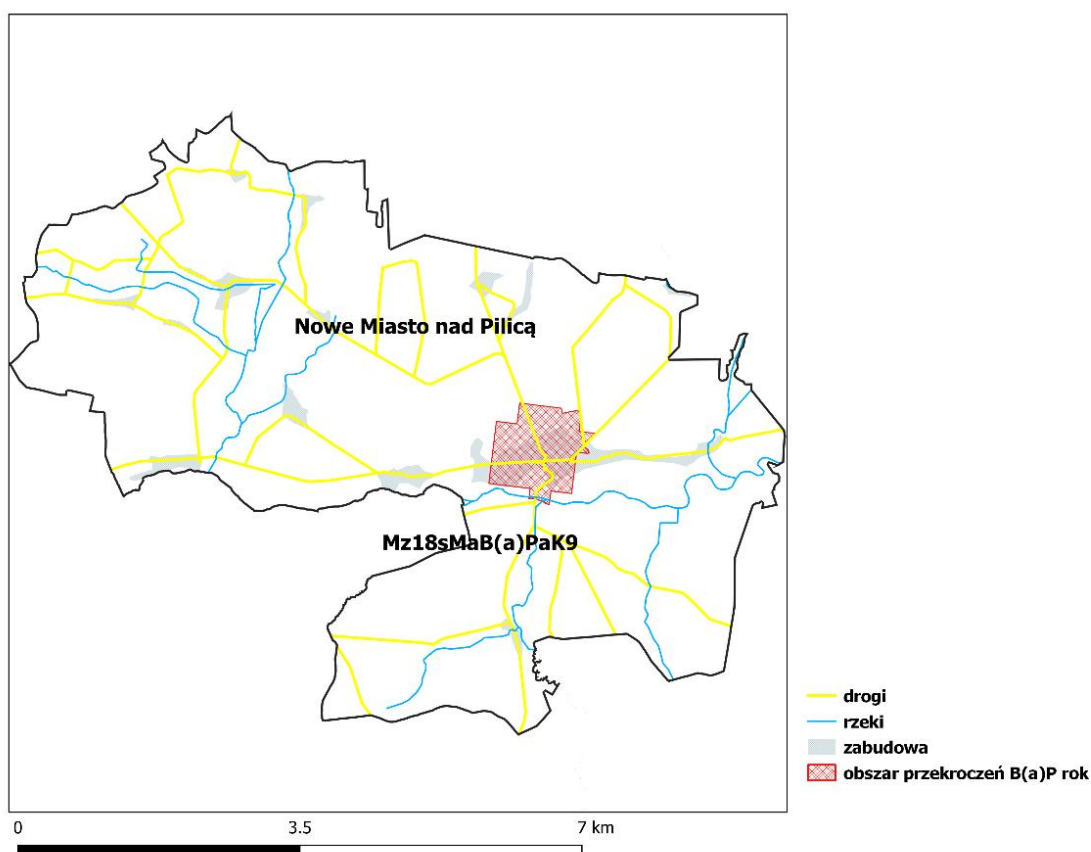 Nowe Miasto nad Pilicą
Mz18sMaB(a)PaK9
drogi
rzeki
zabudowa
obszar przekroczeń B(a)P rok
0 3.5 7 km